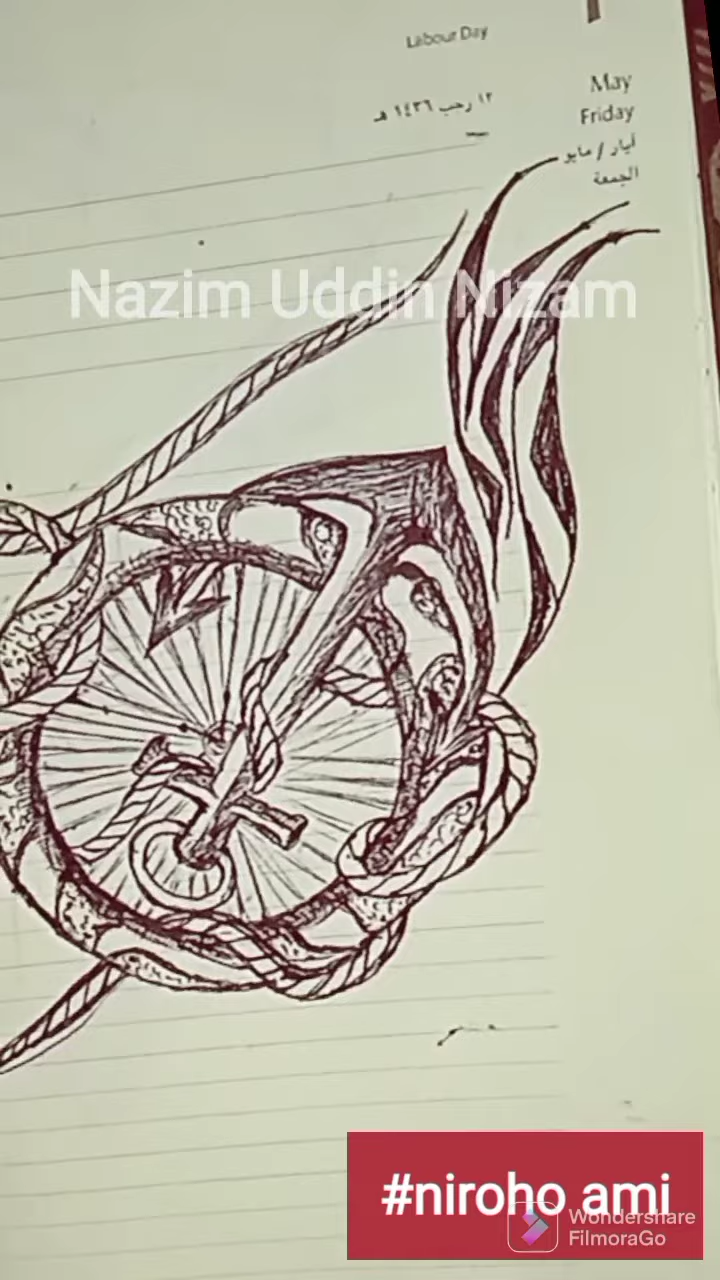 Labour Day
May
Friday
١٢ رجب ١٤٣٦ هـ
أيار / مايو
الجمعة
Nazim Uddin Nizam
#niroho ami
Wondershare
FilmoraGo